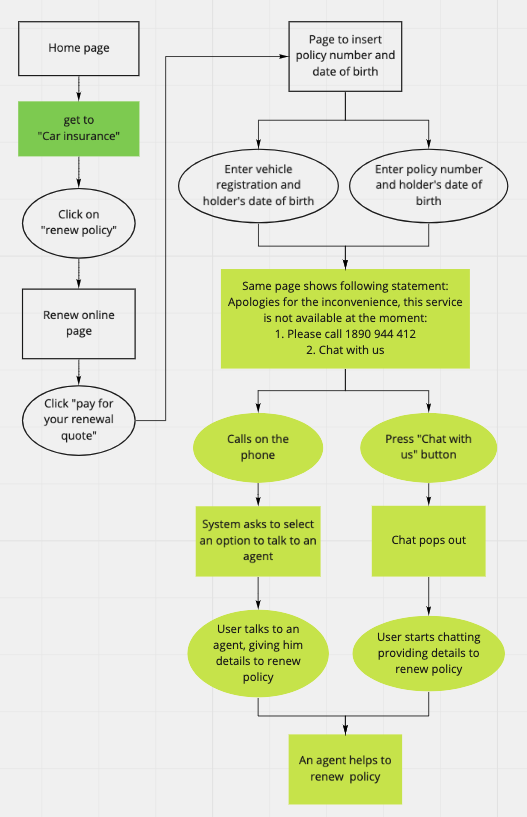 Home page
get to
"Car insurance"
Click on
"renew policy"
Renew online
page
Click "pay for
your renewal
quote"
Page to insert
policy number and
date of birth
Enter vehicle
registration and
holder's date of birth
Enter policy number
and holder's date of
birth
Same page shows following statement:
Apologies for the inconvenience, this service
is not available at the moment:
1. Please call 1890 944 412
2. Chat with us
Calls on the
phone
Press "Chat with
us" button
System asks to select
an option to talk to an
agent
Chat pops out
User talks to an
agent, giving him
details to renew
policy
User starts chatting
providing details to
renew policy
An agent helps to
renew policy